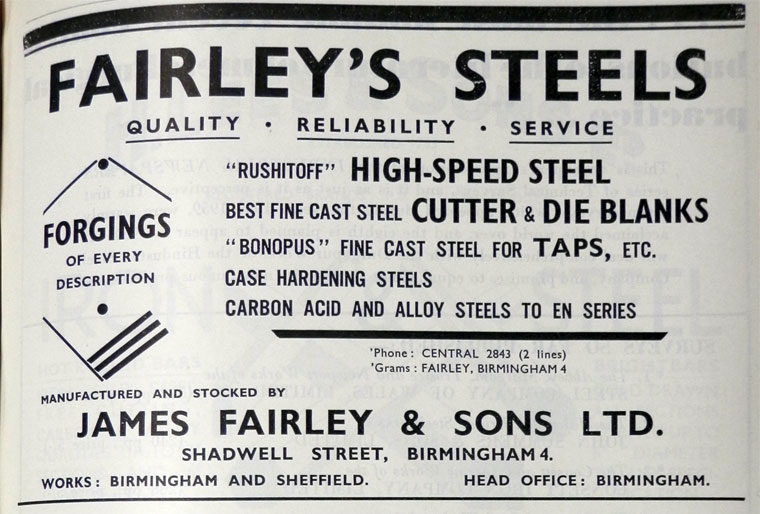 FAIRLEY'S STEELS
QUALITY · RELIABILITY · SERVICE
"RUSHITOFF" HIGH-SPEED STEEL
BEST FINE CAST STEEL CUTTER & DIE BLANKS
"BONOPUS" FINE CAST STEEL FOR TAPS, ETC.
CASE HARDENING STEELS
CARBON ACID AND ALLOY STEELS TO EN SERIES
FORGINGS
OF EVERY
DESCRIPTION
'Phone: CENTRAL 2843 (2 lines)
'Grams: FAIRLEY, BIRMINGHAM 4
MANUFACTURED AND STOCKED BY
JAMES FAIRLEY & SONS LTD.
SHADWELL STREET, BIRMINGHAM 4.
WORKS: BIRMINGHAM AND SHEFFIELD. HEAD OFFICE: BIRMINGHAM.